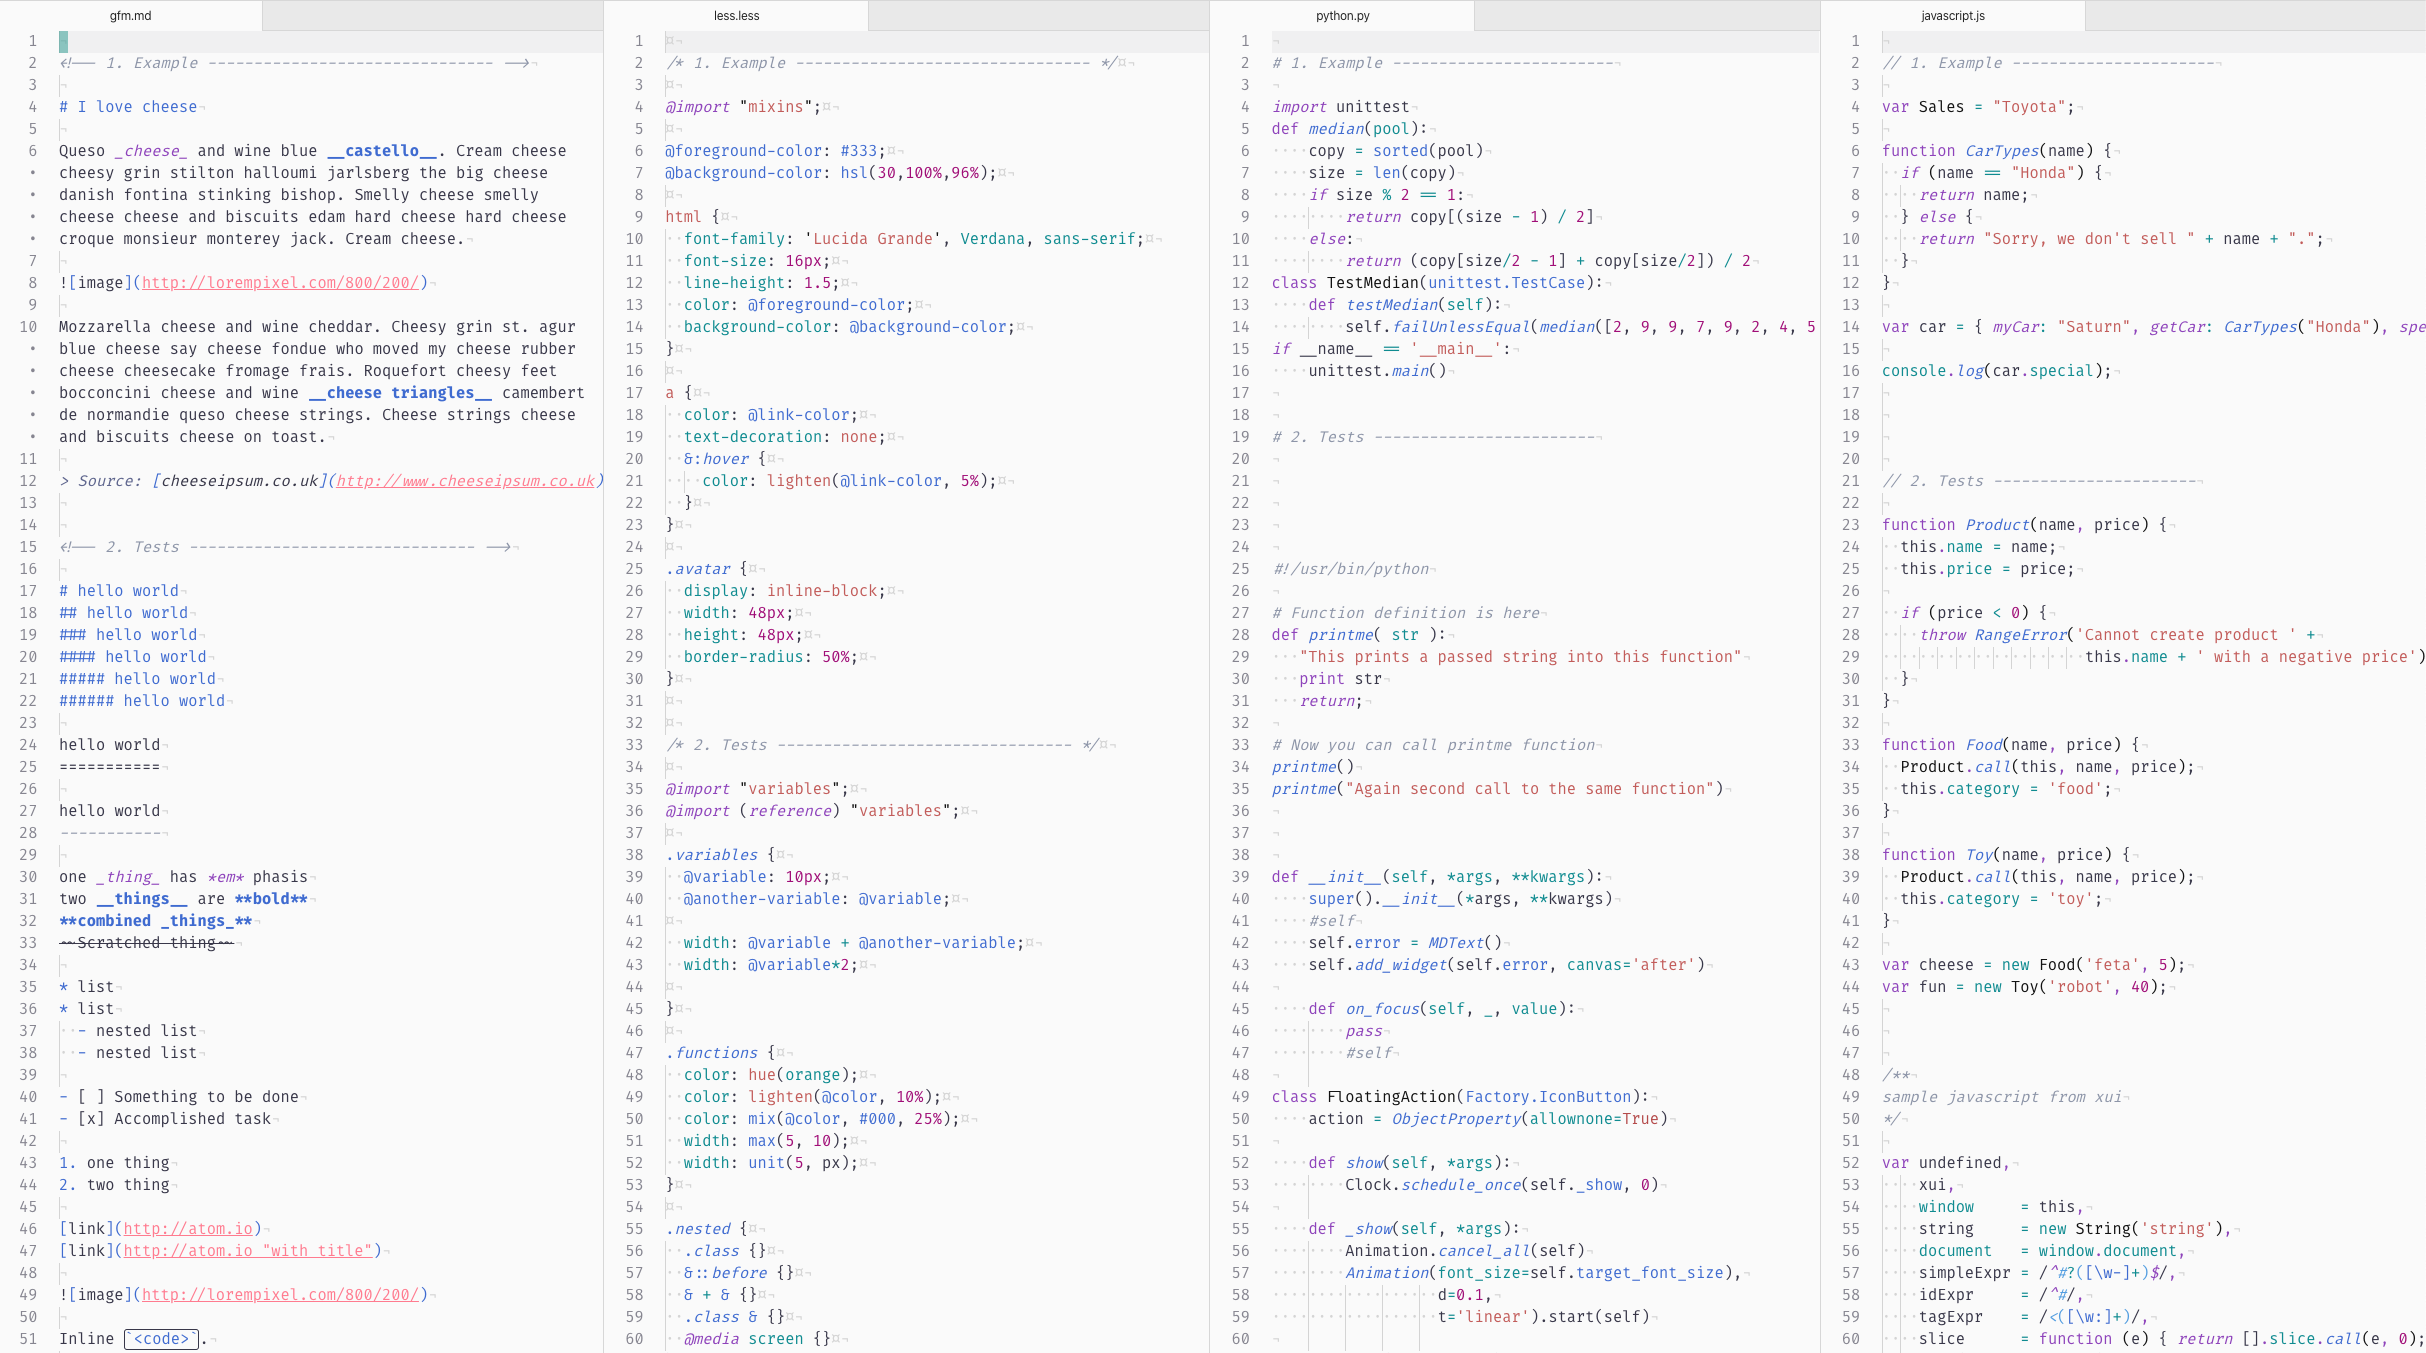 gfm.md
1
2 <!-- 1. Example ------------------------------- -->
3
4 # I love cheese
5
6 Queso _cheese_ and wine blue __castello__. Cream cheese
• cheesy grin stilton halloumi jarlsberg the big cheese
• danish fontina stinking bishop. Smelly cheese smelly
• cheese cheese and biscuits edam hard cheese hard cheese
• croque monsieur monterey jack. Cream cheese.
7
8 ![image](http://lorempixel.com/800/200/)
9
10 Mozzarella cheese and wine cheddar. Cheesy grin st. agur
• blue cheese say cheese fondue who moved my cheese rubber
• cheese cheesecake fromage frais. Roquefort cheesy feet
• bocconcini cheese and wine __cheese triangles__ camembert
• de normandie queso cheese strings. Cheese strings cheese
• and biscuits cheese on toast.
11
12 > Source: [cheeseipsum.co.uk](http://www.cheeseipsum.co.uk)
13
14
15 <!-- 2. Tests ------------------------------- -->
16
17 # hello world
18 ## hello world
19 ### hello world
20 #### hello world
21 ##### hello world
22 ###### hello world
23
24 hello world
25 ===========
26
27 hello world
28 -----------
29
30 one _thing_ has *em* phasis
31 two __things__ are **bold**
32 **combined _things_**
33 ~~Scratched thing~~
34
35 * list
36 * list
37   - nested list
38   - nested list
39
40 - [ ] Something to be done
41 - [x] Accomplished task
42
43 1. one thing
44 2. two thing
45
46 [link](http://atom.io)
47 [link](http://atom.io "with title")
48
49 ![image](http://lorempixel.com/800/200/)
50
51 Inline `<code>`.
less.less
1
2 /* 1. Example -------------------------------- */
3
4 @import "mixins";
5
6 @foreground-color: #333;
7 @background-color: hsl(30,100%,96%);
8
9 html {
10   font-family: 'Lucida Grande', Verdana, sans-serif;
11   font-size: 16px;
12   line-height: 1.5;
13   color: @foreground-color;
14   background-color: @background-color;
15 }
16
17 a {
18   color: @link-color;
19   text-decoration: none;
20   &:hover {
21     color: lighten(@link-color, 5%);
22   }
23 }
24
25 .avatar {
26   display: inline-block;
27   width: 48px;
28   height: 48px;
29   border-radius: 50%;
30 }
31
32
33 /* 2. Tests -------------------------------- */
34
35 @import "variables";
36 @import (reference) "variables";
37
38 .variables {
39   @variable: 10px;
40   @another-variable: @variable;
41
42   width: @variable + @another-variable;
43   width: @variable*2;
44
45 }
46
47 .functions {
48   color: hue(orange);
49   color: lighten(@color, 10%);
50   color: mix(@color, #000, 25%);
51   width: max(5, 10);
52   width: unit(5, px);
53 }
54
55 .nested {
56   .class {}
57   &::before {}
58   & + & {}
59   .class & {}
60   @media screen {}
python.py
1
2 # 1. Example ------------------------
3
4 import unittest
5 def median(pool):
6     copy = sorted(pool)
7     size = len(copy)
8     if size % 2 == 1:
9         return copy[(size - 1) / 2]
10     else:
11         return (copy[size/2 - 1] + copy[size/2]) / 2
12 class TestMedian(unittest.TestCase):
13     def testMedian(self):
14         self.failUnlessEqual(median([2, 9, 9, 7, 9, 2, 4, 5
15 if __name__ == '__main__':
16     unittest.main()
17
18
19 # 2. Tests ------------------------
20
21
22
23
24
25 #!/usr/bin/python
26
27 # Function definition is here
28 def printme( str ):
29    "This prints a passed string into this function"
30    print str
31    return;
32
33 # Now you can call printme function
34 printme()
35 printme("Again second call to the same function")
36
37
38
39 def __init__(self, *args, **kwargs):
40     super().__init__(*args, **kwargs)
41     #self
42     self.error = MDText()
43     self.add_widget(self.error, canvas='after')
44
45     def on_focus(self, _, value):
46         pass
47         #self
48
49 class FloatingAction(Factory.IconButton):
50     action = ObjectProperty(allownone=True)
51
52     def show(self, *args):
53         Clock.schedule_once(self._show, 0)
54
55     def _show(self, *args):
56         Animation.cancel_all(self)
57         Animation(font_size=self.target_font_size),
58                   d=0.1,
59                   t='linear').start(self)
60
javascript.js
1
2 // 1. Example ----------------------
3
4 var Sales = "Toyota";
5
6 function CarTypes(name) {
7   if (name == "Honda") {
8     return name;
9   } else {
10     return "Sorry, we don't sell " + name + ".";
11   }
12 }
13
14 var car = { myCar: "Saturn", getCar: CarTypes("Honda"), spe
15
16 console.log(car.special);
17
18
19
20
21 // 2. Tests ----------------------
22
23 function Product(name, price) {
24   this.name = name;
25   this.price = price;
26
27   if (price < 0) {
28     throw RangeError('Cannot create product ' +
29                       this.name + ' with a negative price')
30   }
31 }
32
33 function Food(name, price) {
34   Product.call(this, name, price);
35   this.category = 'food';
36 }
37
38 function Toy(name, price) {
39   Product.call(this, name, price);
40   this.category = 'toy';
41 }
42
43 var cheese = new Food('feta', 5);
44 var fun = new Toy('robot', 40);
45
46
47
48 /**
49 sample javascript from xui
50 */
51
52 var undefined,
53     xui,
54     window     = this,
55     string     = new String('string'),
56     document   = window.document,
57     simpleExpr = /^#?([\w-]+)$/,
58     idExpr     = /^#/,
59     tagExpr    = /<([\w:]+)/,
60     slice      = function (e) { return [].slice.call(e, 0);